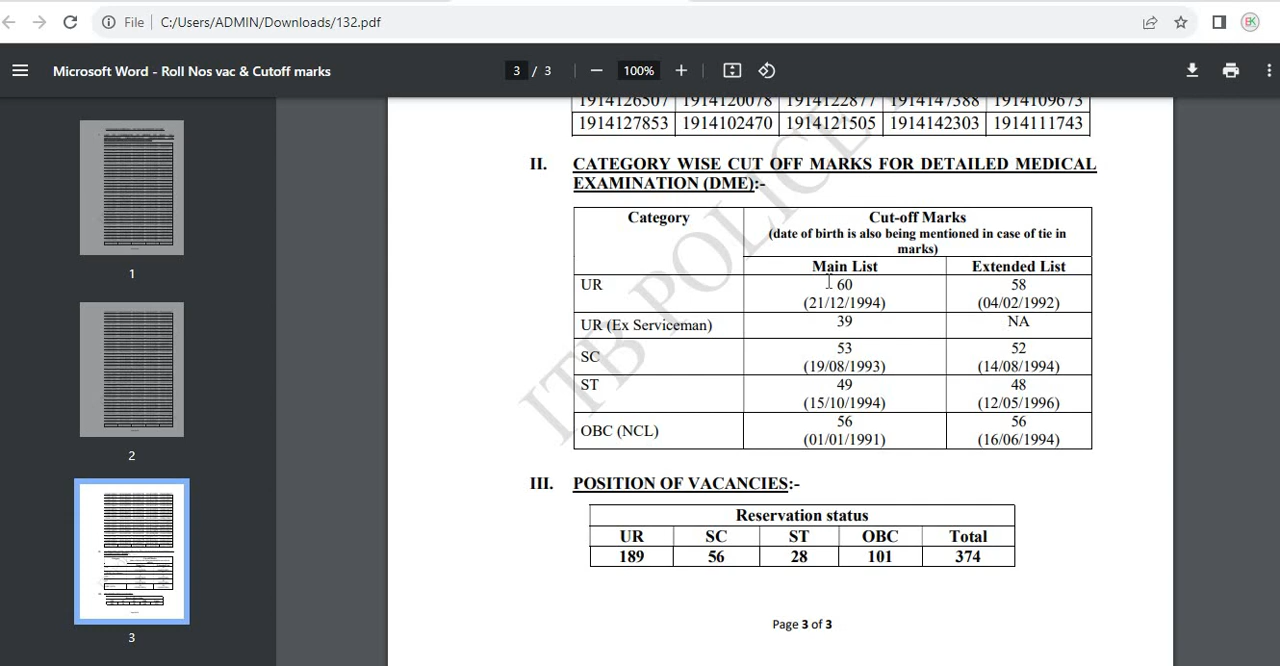 File C:/Users/ADMIN/Downloads/132.pdf
Microsoft Word - Roll Nos vac & Cutoff marks
3 / 3
100%
1
2
3
1914126507 1914120078 1914122877 1914147388 1914109673
1914127853 1914102470 1914121505 1914142303 1914111743
II. CATEGORY WISE CUT OFF MARKS FOR DETAILED MEDICAL
EXAMINATION (DME):-
Category
Cut-off Marks
(date of birth is also being mentioned in case of tie in
marks)
Main List Extended List
UR 60 58
(21/12/1994) (04/02/1992)
UR (Ex Serviceman) 39 NA
SC 53 52
(19/08/1993) (14/08/1994)
ST 49 48
(15/10/1994) (12/05/1996)
OBC (NCL) 56 56
(01/01/1991) (16/06/1994)
III. POSITION OF VACANCIES:-
Reservation status
UR SC ST OBC Total
189 56 28 101 374
Page 3 of 3
ITB POLICE